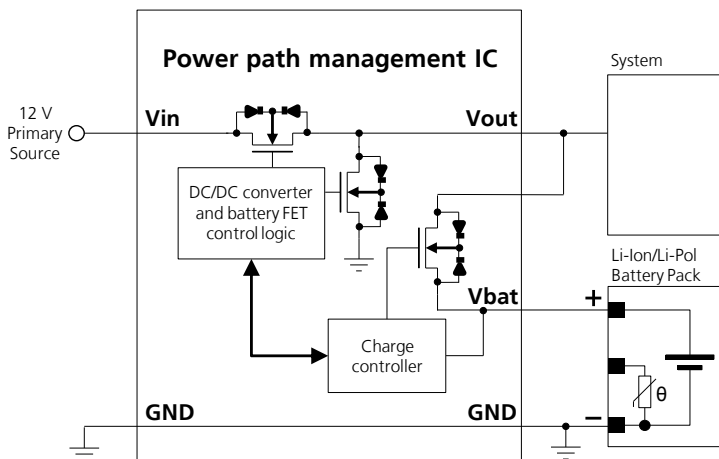 Power path management IC
System
12 V
Primary
Source
Vin
Vout
DC/DC converter
and battery FET
control logic
Li-Ion/Li-Pol
Battery Pack
Vbat
+
Charge
controller
θ
GND
GND
−